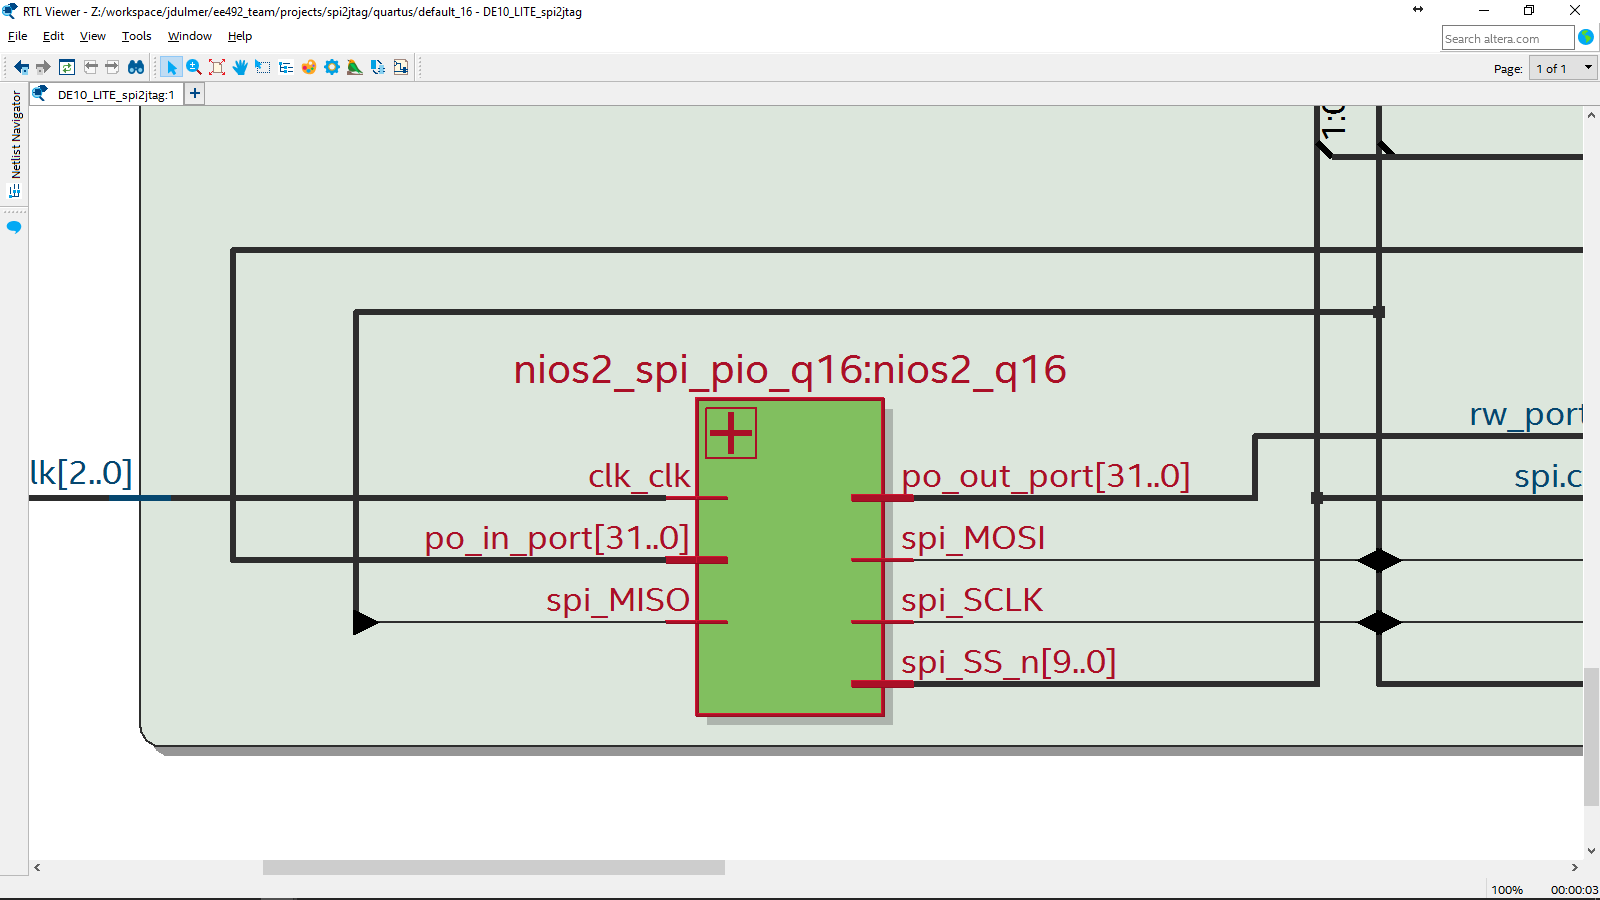 RTL Viewer - Z:/workspace/jdulmer/ee492_team/projects/spi2jtag/quartus/default_16 - DE10_LITE_spi2jtag
File Edit View Tools Window Help
Search altera.com
Page: 1 of 1
DE10_LITE_spi2jtag:1
Netlist Navigator
nios2_spi_pio_q16:nios2_q16
rw_port
lk[2..0]
clk_clk
po_out_port[31..0]
spi.c
po_in_port[31..0]
spi_MOSI
spi_MISO
spi_SCLK
spi_SS_n[9..0]
100% 00:00:03